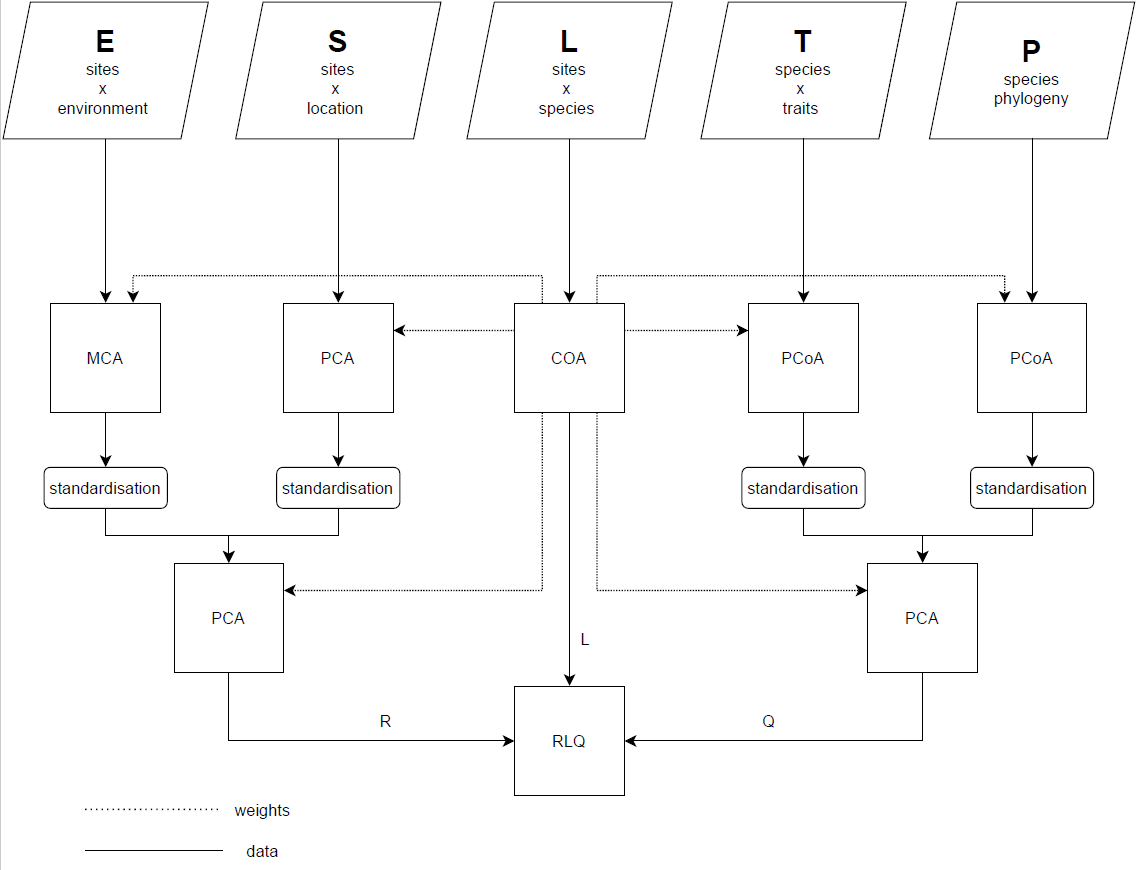 E
sites
x
environment
S
sites
x
location
L
sites
x
species
T
species
x
traits
P
species
phylogeny
MCA
PCA
COA
PCoA
PCoA
standardisation
standardisation
standardisation
standardisation
PCA
PCA
L
R
Q
RLQ
weights
data